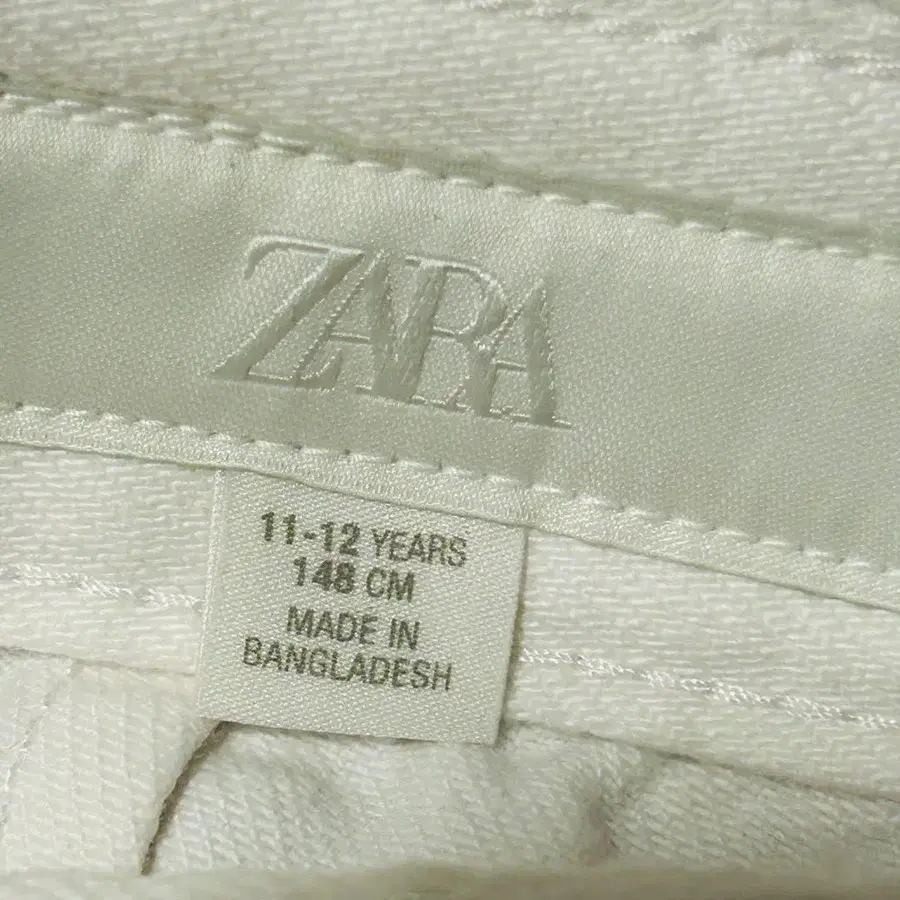 ZARA
11-12 YEARS
148 CM
MADE IN
BANGLADESH